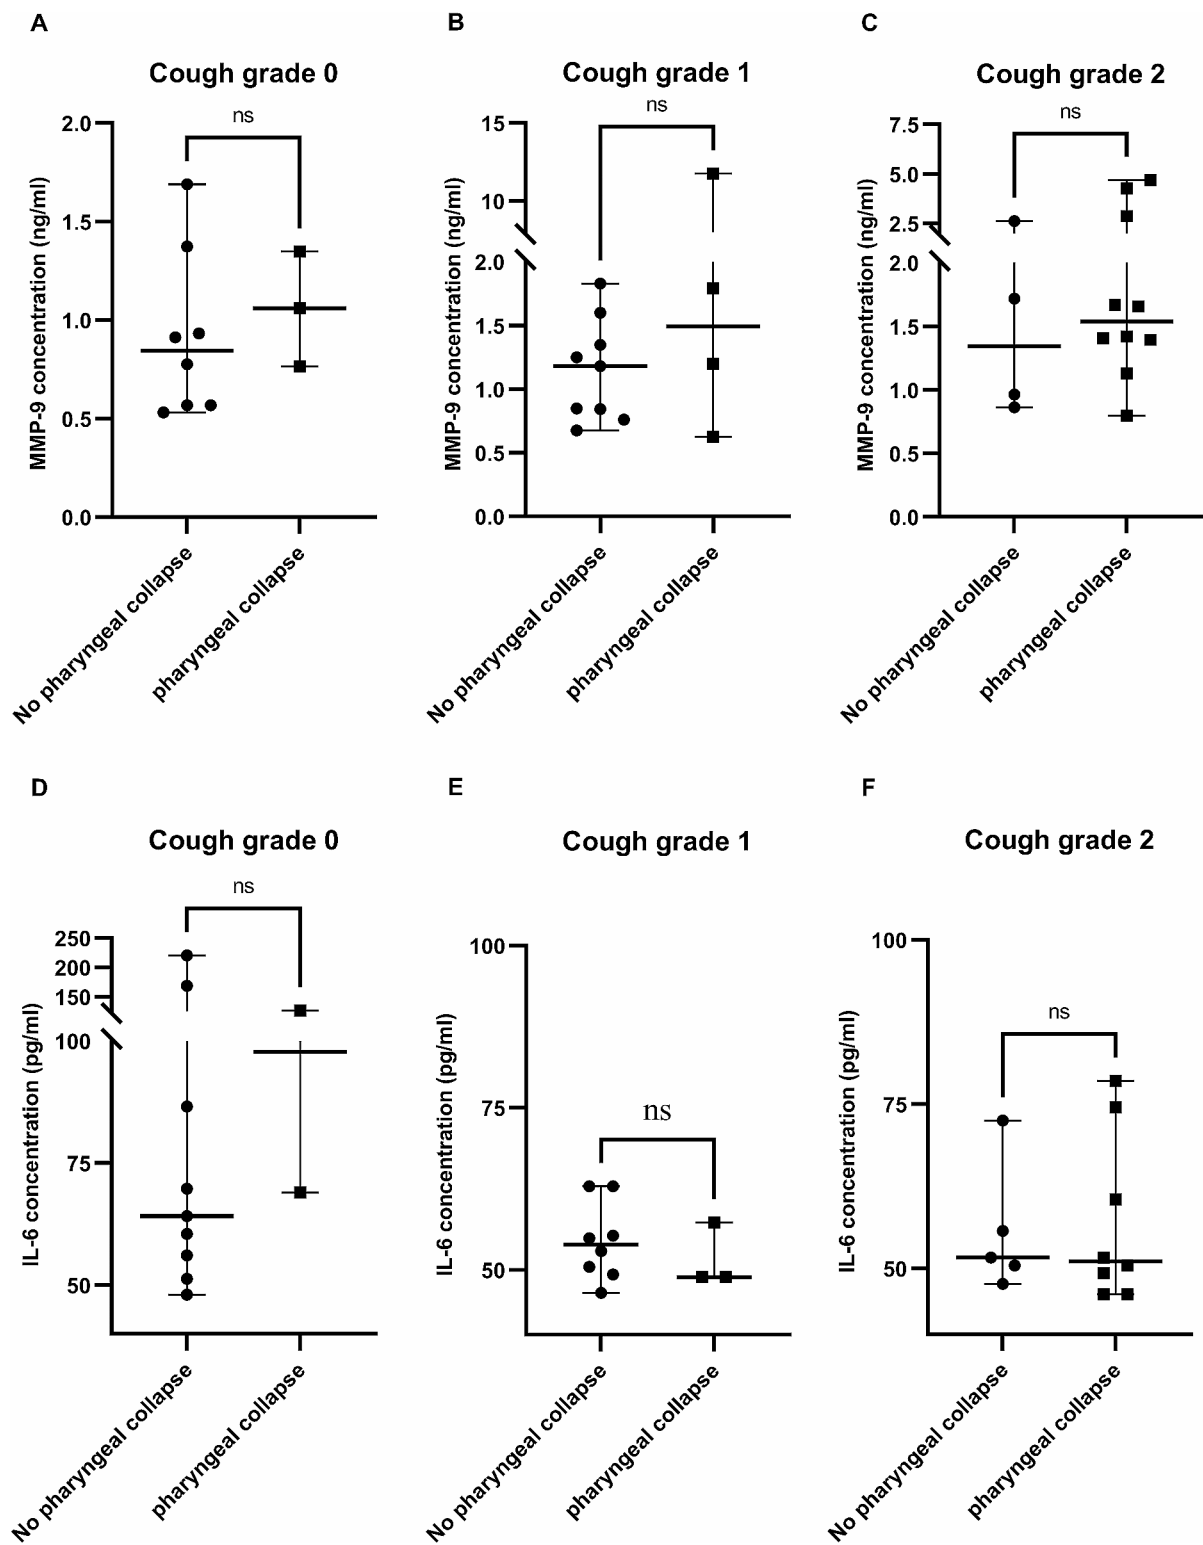 A
Cough grade 0
ns
MMP-9 concentration (ng/ml)
2.0
1.5
1.0
0.5
0.0
No pharyngeal collapse
pharyngeal collapse
B
Cough grade 1
ns
MMP-9 concentration (ng/ml)
15
10
2.0
1.5
1.0
0.5
0.0
No pharyngeal collapse
pharyngeal collapse
C
Cough grade 2
ns
MMP-9 concentration (ng/ml)
7.5
5.0
2.5
2.0
1.5
1.0
0.5
0.0
No pharyngeal collapse
pharyngeal collapse
D
Cough grade 0
ns
IL-6 concentration (pg/ml)
250
200
150
100
75
50
No pharyngeal collapse
pharyngeal collapse
E
Cough grade 1
ns
IL-6 concentration (pg/ml)
100
75
50
No pharyngeal collapse
pharyngeal collapse
F
Cough grade 2
ns
IL-6 concentration (pg/ml)
100
75
50
No pharyngeal collapse
pharyngeal collapse